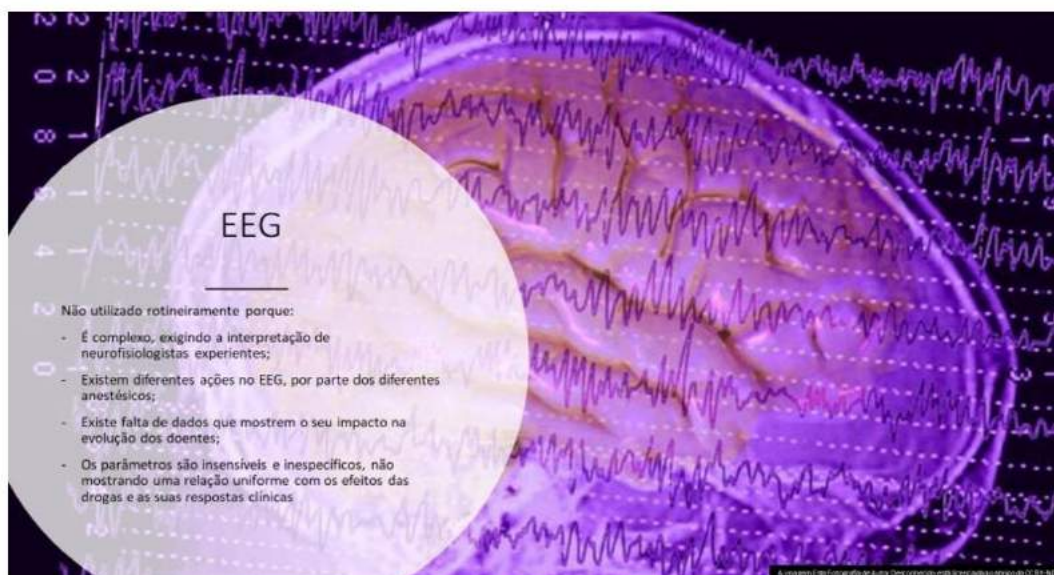 EEG
Não utilizado rotineiramente porque:
- É complexo, exigindo a interpretação de
neurofisiologistas experientes;
- Existem diferentes ações no EEG, por parte dos diferentes
anestésicos;
- Existe falta de dados que mostrem o seu impacto na
evolução dos doentes;
- Os parâmetros são insensíveis e inespecíficos, não
mostrando uma relação uniforme com os efeitos das
drogas e as suas respostas clínicas